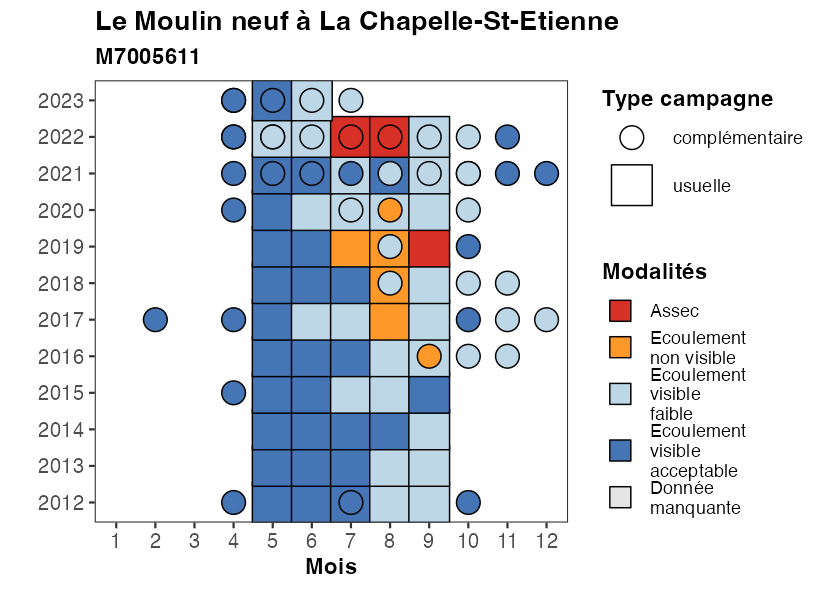 Le Moulin neuf à La Chapelle-St-Etienne
M7005611
2023
2022
2021
2020
2019
2018
2017
2016
2015
2014
2013
2012
1 2 3 4 5 6 7 8 9 10 11 12
Mois
Type campagne
complémentaire
usuelle
Modalités
Assec
Ecoulement
non visible
Ecoulement
visible
faible
Ecoulement
visible
acceptable
Donnée
manquante